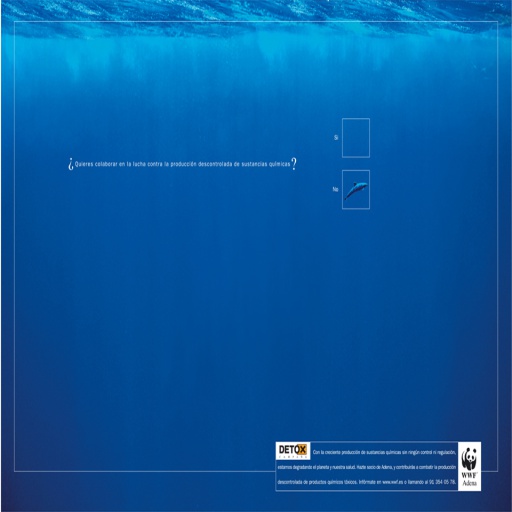 Si
¿Quieres colaborar en la lucha contra la producción descontrolada de sustancias químicas?
No
DETOX
CAMPAÑA
Con la creciente producción de sustancias químicas sin ningún control ni regulación,
estamos degradando el planeta y nuestra salud. Hazte socio de Adena, y contribuirás a combatir la producción
descontrolada de productos químicos tóxicos. Infórmate en www.wwf.es o llamando al 91 354 05 78.
WWF
Adena